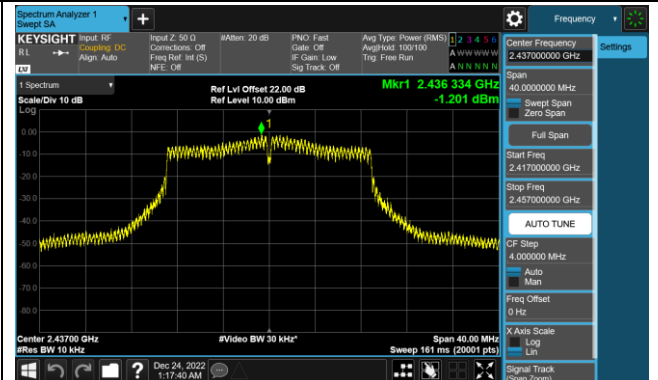 Spectrum Analyzer 1
Swept SA
Frequency
KEYSIGHT
RL
LXI
Input: RF
Coupling: DC
Align: Auto
Input Z: 50 Ω
Corrections: Off
Freq Ref: Int (S)
NFE: Off
#Atten: 20 dB
PNO: Fast
Gate: Off
IF Gain: Low
Sig Track: Off
Avg Type: Power (RMS)
Avg|Hold: 100/100
Trig: Free Run
1 2 3 4 5 6
A W W W W W
A N N N N N
Center Frequency
2.437000000 GHz
Settings
Span
40.0000000 MHz
Swept Span
Zero Span
Full Span
Start Freq
2.417000000 GHz
Stop Freq
2.457000000 GHz
AUTO TUNE
CF Step
4.000000 MHz
Auto
Man
Freq Offset
0 Hz
X Axis Scale
Log
Lin
Signal Track
(Span Zoom)
1 Spectrum
Scale/Div 10 dB
Log
Ref Lvl Offset 22.00 dB
Ref Level 10.00 dBm
Mkr1 2.436 334 GHz
-1.201 dBm
1
0.00
-10.0
-20.0
-30.0
-40.0
-50.0
-60.0
-70.0
-80.0
Center 2.43700 GHz
#Res BW 10 kHz
#Video BW 30 kHz*
Span 40.00 MHz
Sweep 161 ms (20001 pts)
Dec 24, 2022
1:17:40 AM